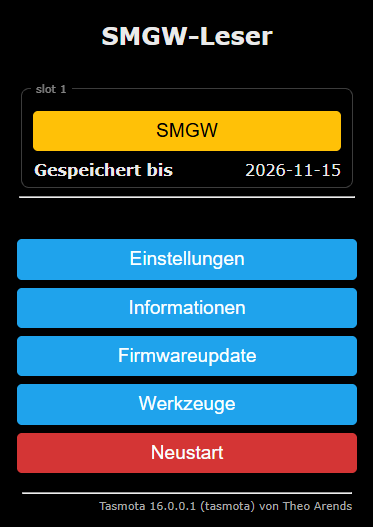 SMGW-Leser
slot 1
SMGW
Gespeichert bis 2026-11-15
Einstellungen
Informationen
Firmwareupdate
Werkzeuge
Neustart
Tasmota 16.0.0.1 (tasmota) von Theo Arends